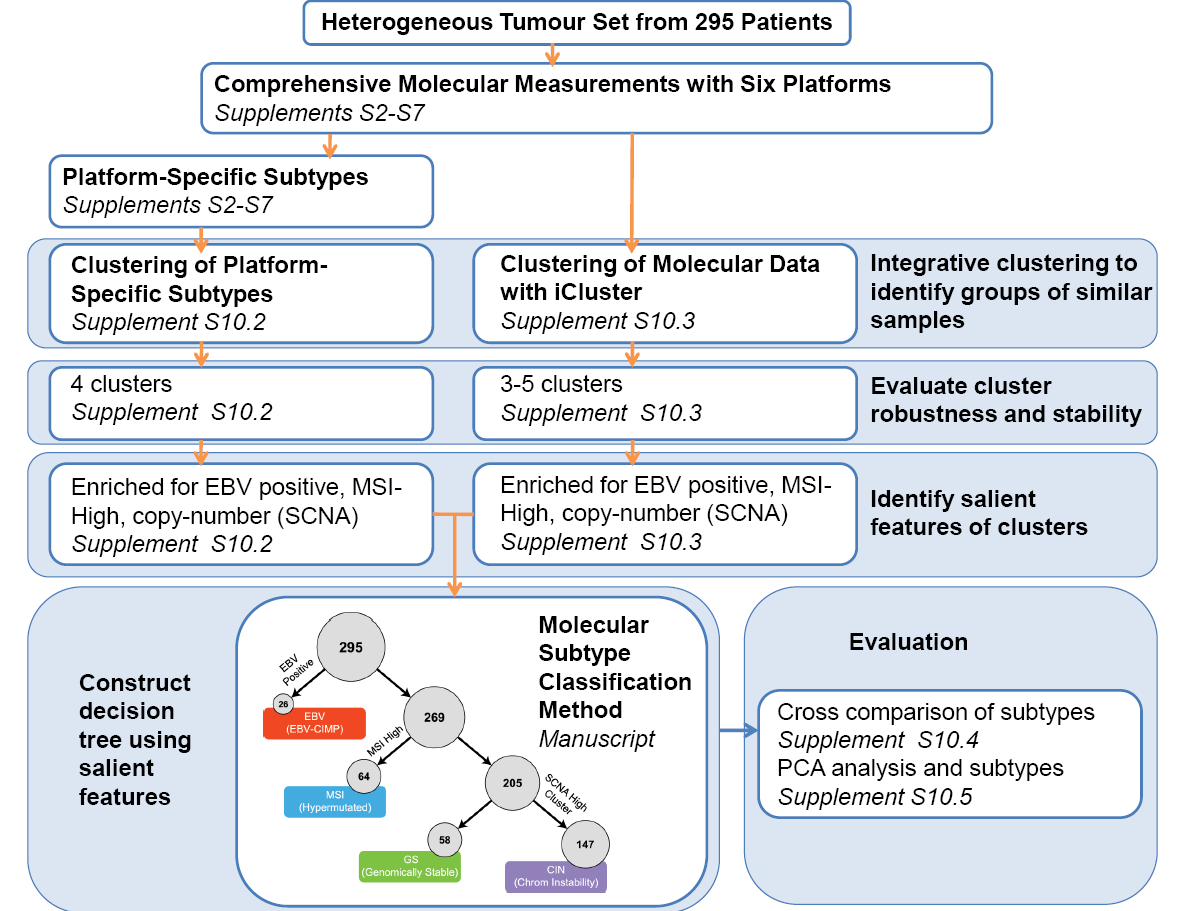 Heterogeneous Tumour Set from 295 Patients
Comprehensive Molecular Measurements with Six Platforms
Supplements S2-S7
Platform-Specific Subtypes
Supplements S2-S7
Clustering of Platform-
Specific Subtypes
Supplement S10.2
Clustering of Molecular Data
with iCluster
Supplement S10.3
Integrative clustering to
identify groups of similar
samples
4 clusters
Supplement S10.2
3-5 clusters
Supplement S10.3
Evaluate cluster
robustness and stability
Enriched for EBV positive, MSI-
High, copy-number (SCNA)
Supplement S10.2
Enriched for EBV positive, MSI-
High, copy-number (SCNA)
Supplement S10.3
Identify salient
features of clusters
Construct
decision
tree using
salient
features
295
EBV
Positive
26
EBV
(EBV-CIMP)
269
MSI High
64
MSI
(Hypermutated)
205
SCNA High
Cluster
58
GS
(Genomically Stable)
147
CIN
(Chrom Instability)
Molecular
Subtype
Classification
Method
Manuscript
Evaluation
Cross comparison of subtypes
Supplement S10.4
PCA analysis and subtypes
Supplement S10.5